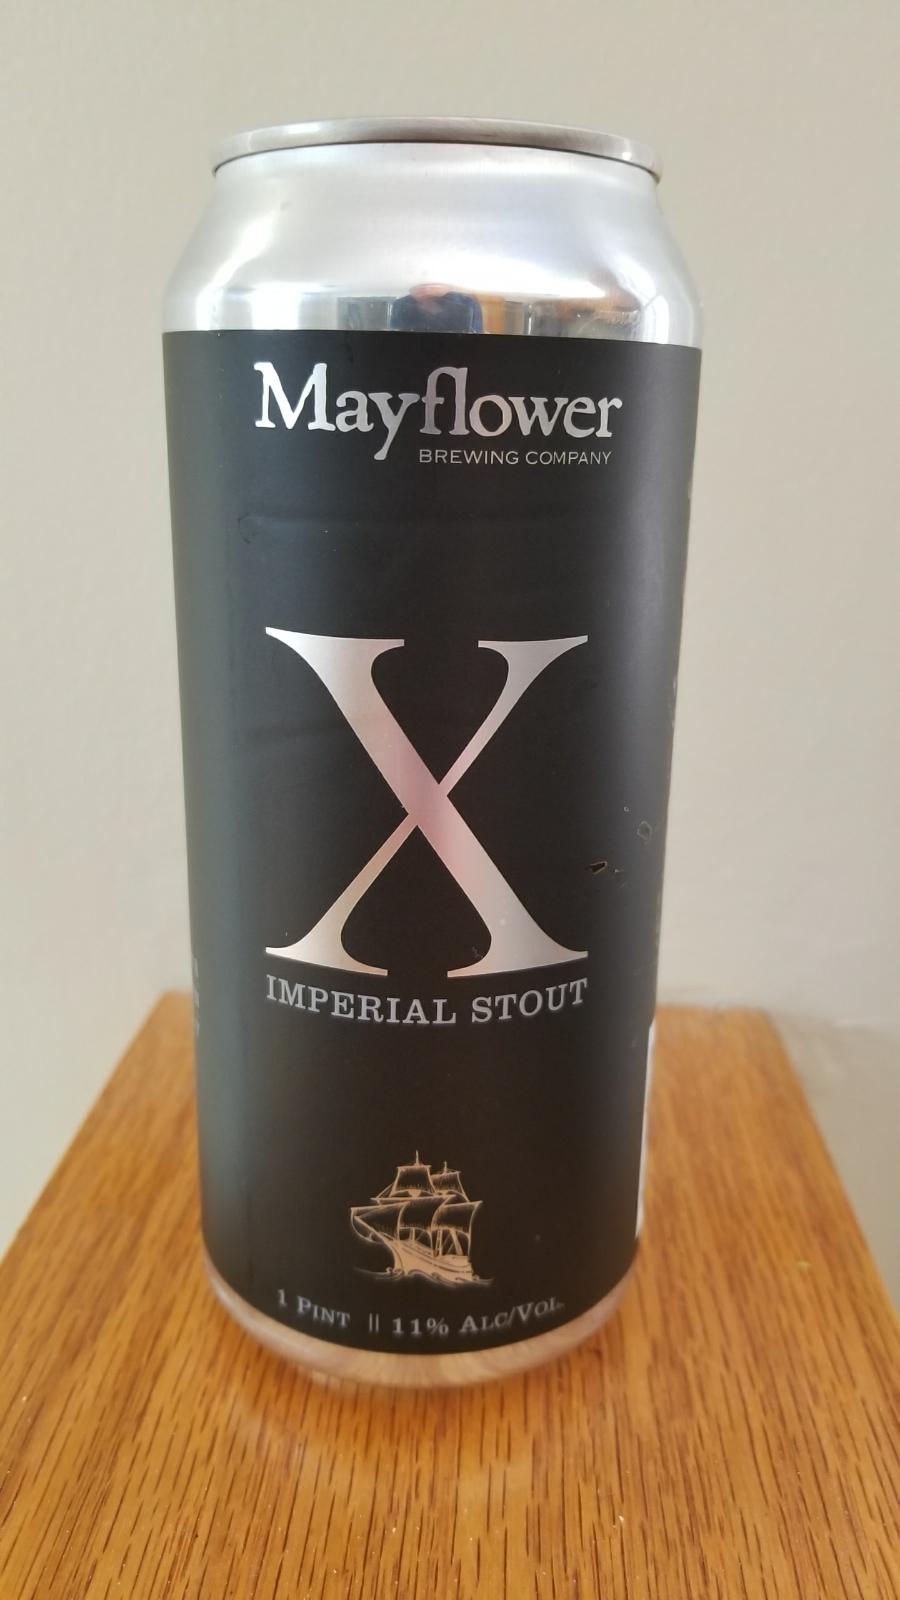 Mayflower
BREWING COMPANY
X
IMPERIAL STOUT
1 PINT || 11% ALC/VOL.